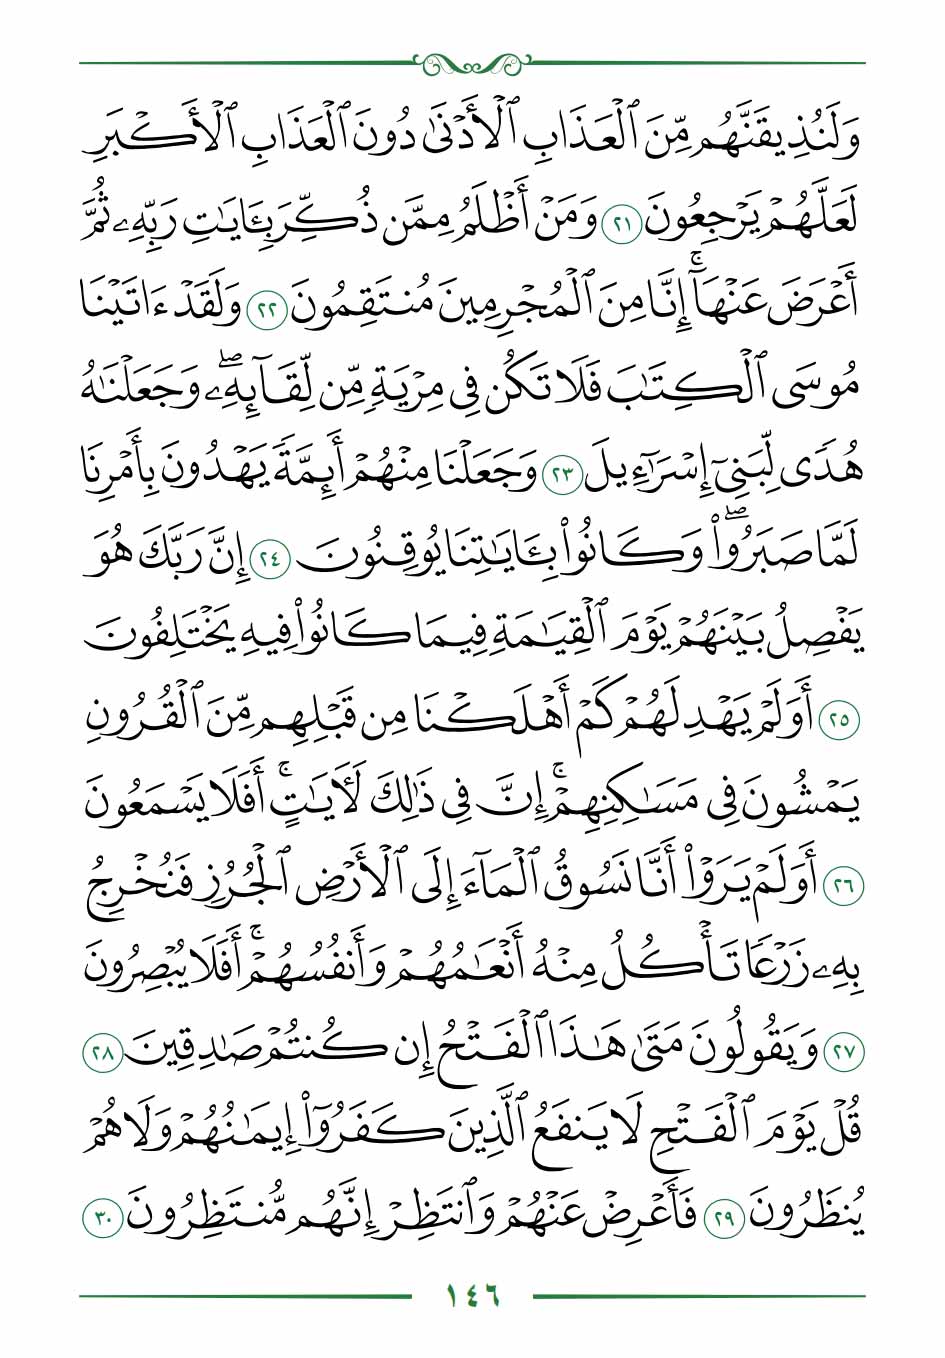 وَلَنُذِيقَنَّهُم مِّنَ ٱلۡعَذَابِ ٱلۡأَدۡنَىٰ دُونَ ٱلۡعَذَابِ ٱلۡأَكۡبَرِ
لَعَلَّهُمۡ يَرۡجِعُونَ ٢١ وَمَنۡ أَظۡلَمُ مِمَّن ذُكِّرَ بِـَٔايَٰتِ رَبِّهِۦ ثُمَّ
أَعۡرَضَ عَنۡهَآۚ إِنَّا مِنَ ٱلۡمُجۡرِمِينَ مُنتَقِمُونَ ٢٢ وَلَقَدۡ ءَاتَيۡنَا
مُوسَى ٱلۡكِتَٰبَ فَلَا تَكُن فِي مِرۡيَةٖ مِّن لِّقَآئِهِۦۖ وَجَعَلۡنَٰهُ
هُدٗى لِّبَنِيٓ إِسۡرَٰٓءِيلَ ٢٣ وَجَعَلۡنَا مِنۡهُمۡ أَئِمَّةٗ يَهۡدُونَ بِأَمۡرِنَا
لَمَّا صَبَرُواْۖ وَكَانُواْ بِـَٔايَٰتِنَا يُوقِنُونَ ٢٤ إِنَّ رَبَّكَ هُوَ
يَفۡصِلُ بَيۡنَهُمۡ يَوۡمَ ٱلۡقِيَٰمَةِ فِيمَا كَانُواْ فِيهِ يَخۡتَلِفُونَ
٢٥ أَوَلَمۡ يَهۡدِ لَهُمۡ كَمۡ أَهۡلَكۡنَا مِن قَبۡلِهِم مِّنَ ٱلۡقُرُونِ
يَمۡشُونَ فِي مَسَٰكِنِهِمۡۚ إِنَّ فِي ذَٰلِكَ لَأٓيَٰتٍۚ أَفَلَا يَسۡمَعُونَ
٢٦ أَوَلَمۡ يَرَوۡاْ أَنَّا نَسُوقُ ٱلۡمَآءَ إِلَى ٱلۡأَرۡضِ ٱلۡجُرُزِ فَنُخۡرِجُ
بِهِۦ زَرۡعٗا تَأۡكُلُ مِنۡهُ أَنۡعَٰمُهُمۡ وَأَنفُسُهُمۡۚ أَفَلَا يُبۡصِرُونَ
٢٧ وَيَقُولُونَ مَتَىٰ هَٰذَا ٱلۡفَتۡحُ إِن كُنتُمۡ صَٰدِقِينَ ٢٨
قُلۡ يَوۡمَ ٱلۡفَتۡحِ لَا يَنفَعُ ٱلَّذِينَ كَفَرُوٓاْ إِيمَٰنُهُمۡ وَلَا هُمۡ
يُنظَرُونَ ٢٩ فَأَعۡرِضۡ عَنۡهُمۡ وَٱنتَظِرۡ إِنَّهُم مُّنتَظِرُونَ ٣٠
١٤٦